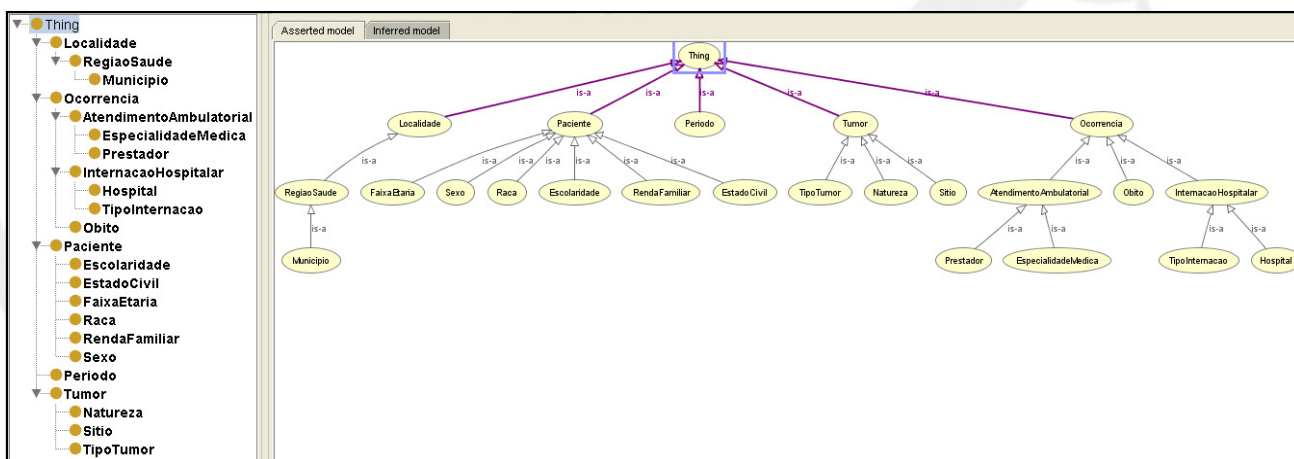 Thing
Localidade
RegiaoSaude
Municipio
Ocorrencia
AtendimentoAmbulatorial
EspecialidadeMedica
Prestador
InternacaoHospitalar
Hospital
TipoInternacao
Obito
Paciente
Escolaridade
EstadoCivil
FaixaEtaria
Raca
RendaFamiliar
Sexo
Periodo
Tumor
Natureza
Sitio
TipoTumor
Asserted model Inferred model
Thing
is-a is-a is-a is-a is-a
Localidade Paciente Periodo Tumor Ocorrencia
is-a is-a is-a is-a is-a is-a is-a is-a is-a is-a is-a is-a is-a
RegiaoSaude FaixaEtaria Sexo Raca Escolaridade RendaFamiliar EstadoCivil TipoTumor Natureza Sitio AtendimentoAmbulatorial Obito InternacaoHospitalar
is-a is-a is-a is-a is-a
Municipio Prestador EspecialidadeMedica TipoInternacao Hospital